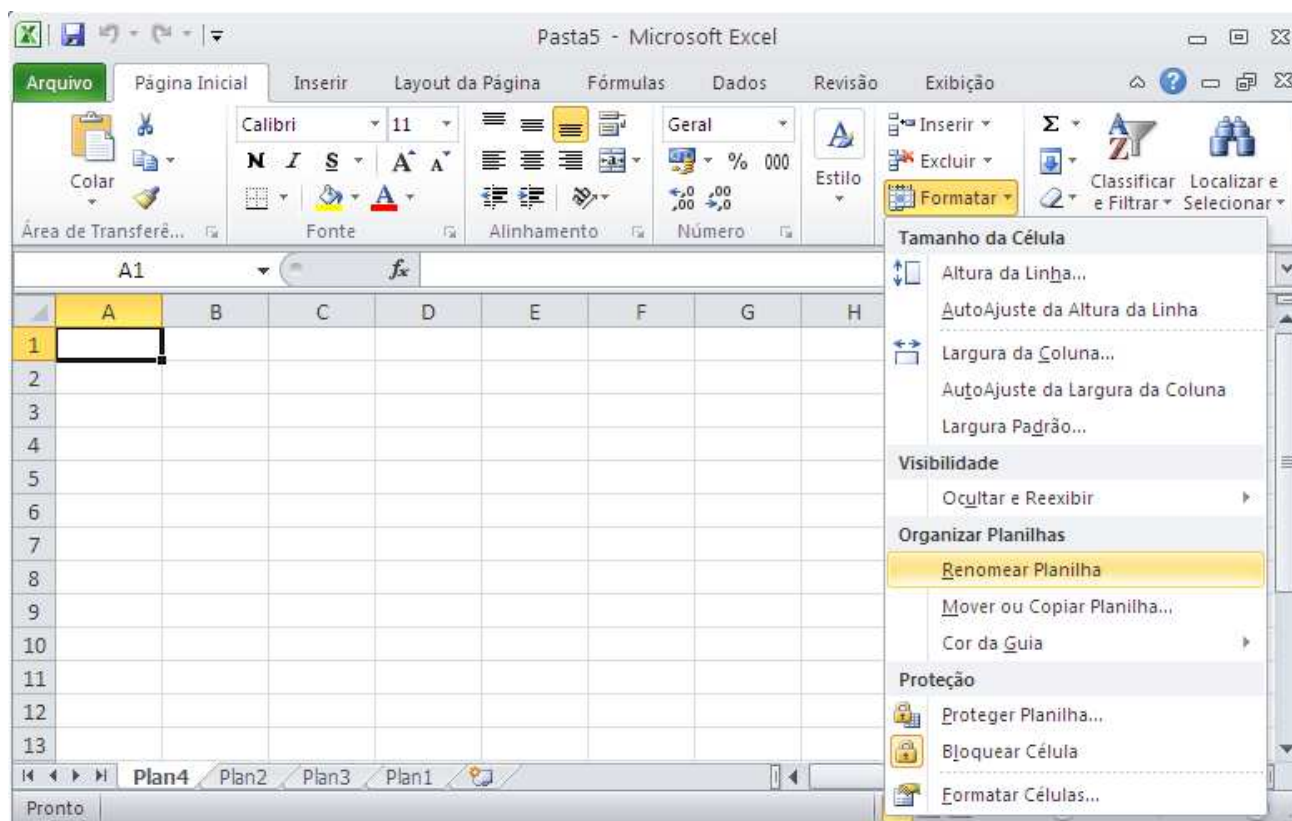 Pasta5 - Microsoft Excel
Arquivo Página Inicial Inserir Layout da Página Fórmulas Dados Revisão Exibição
Colar
Calibri 11
N I S A A
A
Geral
% 000
,00 ,0
Estilo
Inserir
Excluir
Formatar
Σ
Classificar e Filtrar
Localizar e Selecionar
Área de Transferê... Fonte Alinhamento Número
A1 fx
A B C D E F G H
1
2
3
4
5
6
7
8
9
10
11
12
13
Tamanho da Célula
Altura da Linha...
AutoAjuste da Altura da Linha
Largura da Coluna...
AutoAjuste da Largura da Coluna
Largura Padrão...
Visibilidade
Ocultar e Reexibir
Organizar Planilhas
Renomear Planilha
Mover ou Copiar Planilha...
Cor da Guia
Proteção
Proteger Planilha...
Bloquear Célula
Formatar Células...
Plan4 Plan2 Plan3 Plan1
Pronto